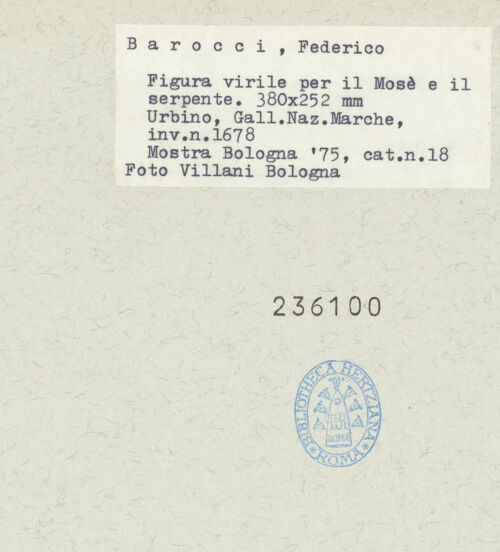 B a r o c c i , Federico
Figura virile per il Mosè e il
serpente. 380x252 mm
Urbino, Gall.Naz.Marche,
inv.n.1678
Mostra Bologna '75, cat.n.18
Foto Villani Bologna
236100
BIBLIOTHECA HERTZIANA
ROMA
ROMA